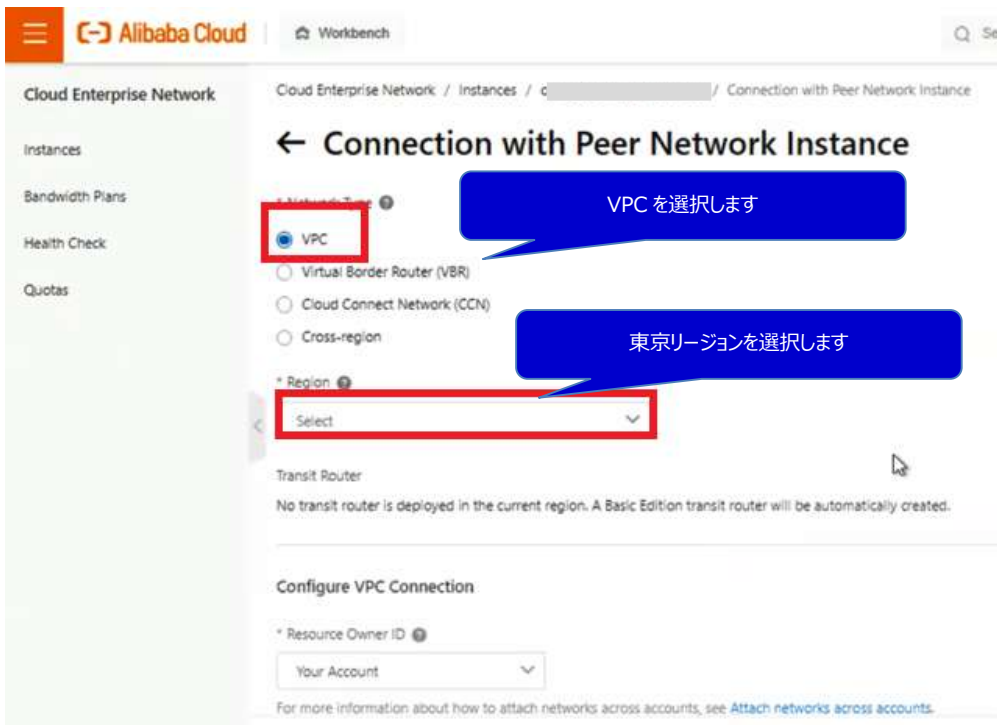 Alibaba Cloud
Workbench
Cloud Enterprise Network
Instances
Bandwidth Plans
Health Check
Quotas
Cloud Enterprise Network / Instances / c / Connection with Peer Network Instance
← Connection with Peer Network Instance
* Network Type
VPC を選択します
VPC
Virtual Border Router (VBR)
Cloud Connect Network (CCN)
Cross-region
東京リージョンを選択します
* Region
Select
Transit Router
No transit router is deployed in the current region. A Basic Edition transit router will be automatically created.
Configure VPC Connection
* Resource Owner ID
Your Account
For more information about how to attach networks across accounts, see Attach networks across accounts.